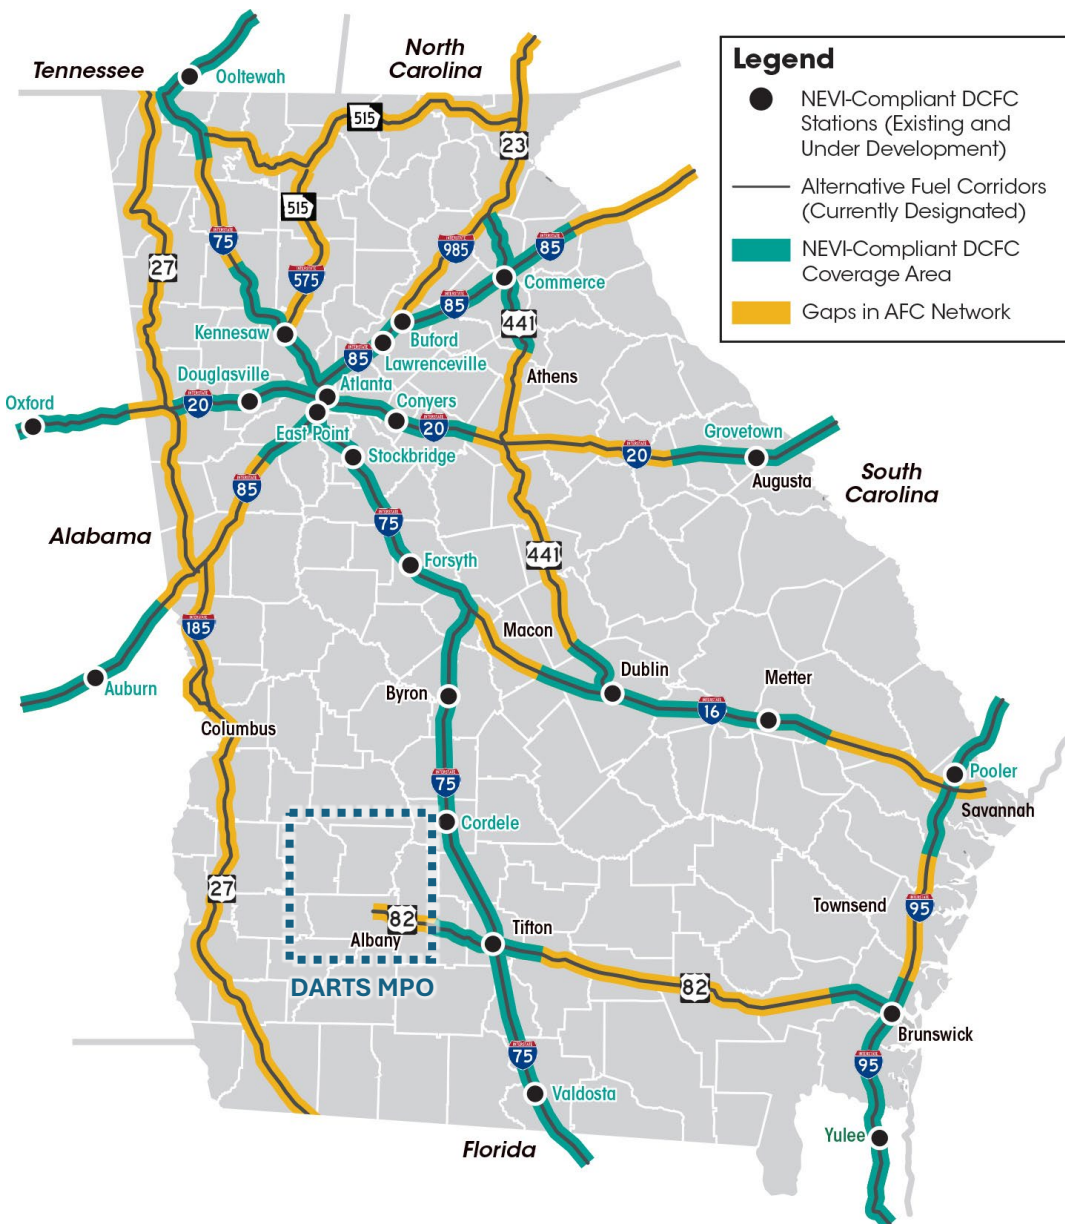 North
Carolina
Tennessee
Ooltewah
515
23
515
75
985
85
27
575
Commerce
85
441
Kennesaw
Buford
85
Lawrenceville
Douglasville
Athens
Atlanta
Oxford
20
Conyers
20
East Point
Grovetown
Stockbridge
20
Augusta
South
Carolina
85
75
Alabama
441
Forsyth
185
Macon
Dublin
Metter
Auburn
Byron
16
Columbus
75
Pooler
Savannah
Cordele
27
82
Townsend
95
Albany
Tifton
DARTS MPO
82
Brunswick
75
95
Valdosta
Yulee
Florida
Legend
NEVI-Compliant DCFC
Stations (Existing and
Under Development)
Alternative Fuel Corridors
(Currently Designated)
NEVI-Compliant DCFC
Coverage Area
Gaps in AFC Network